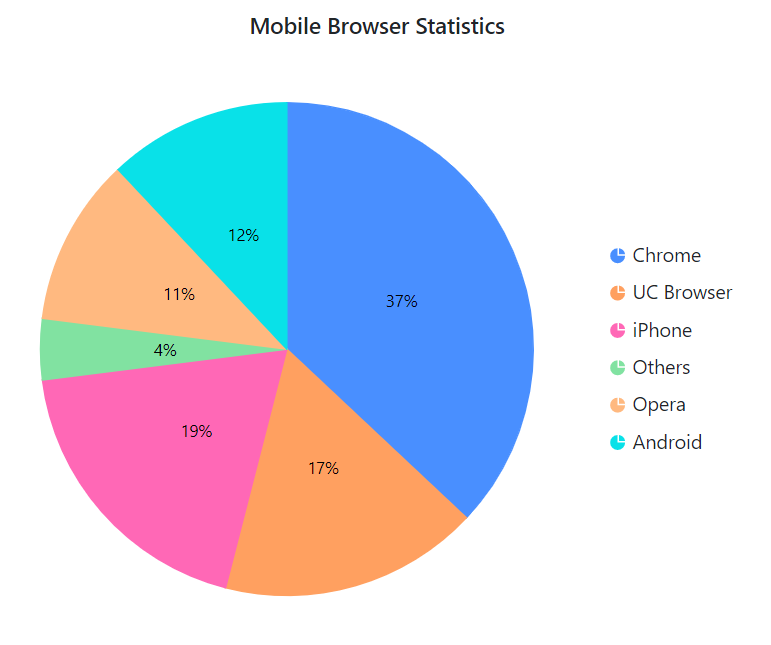 Mobile Browser Statistics
12%
11%
37%
4%
19%
17%
Chrome
UC Browser
iPhone
Others
Opera
Android